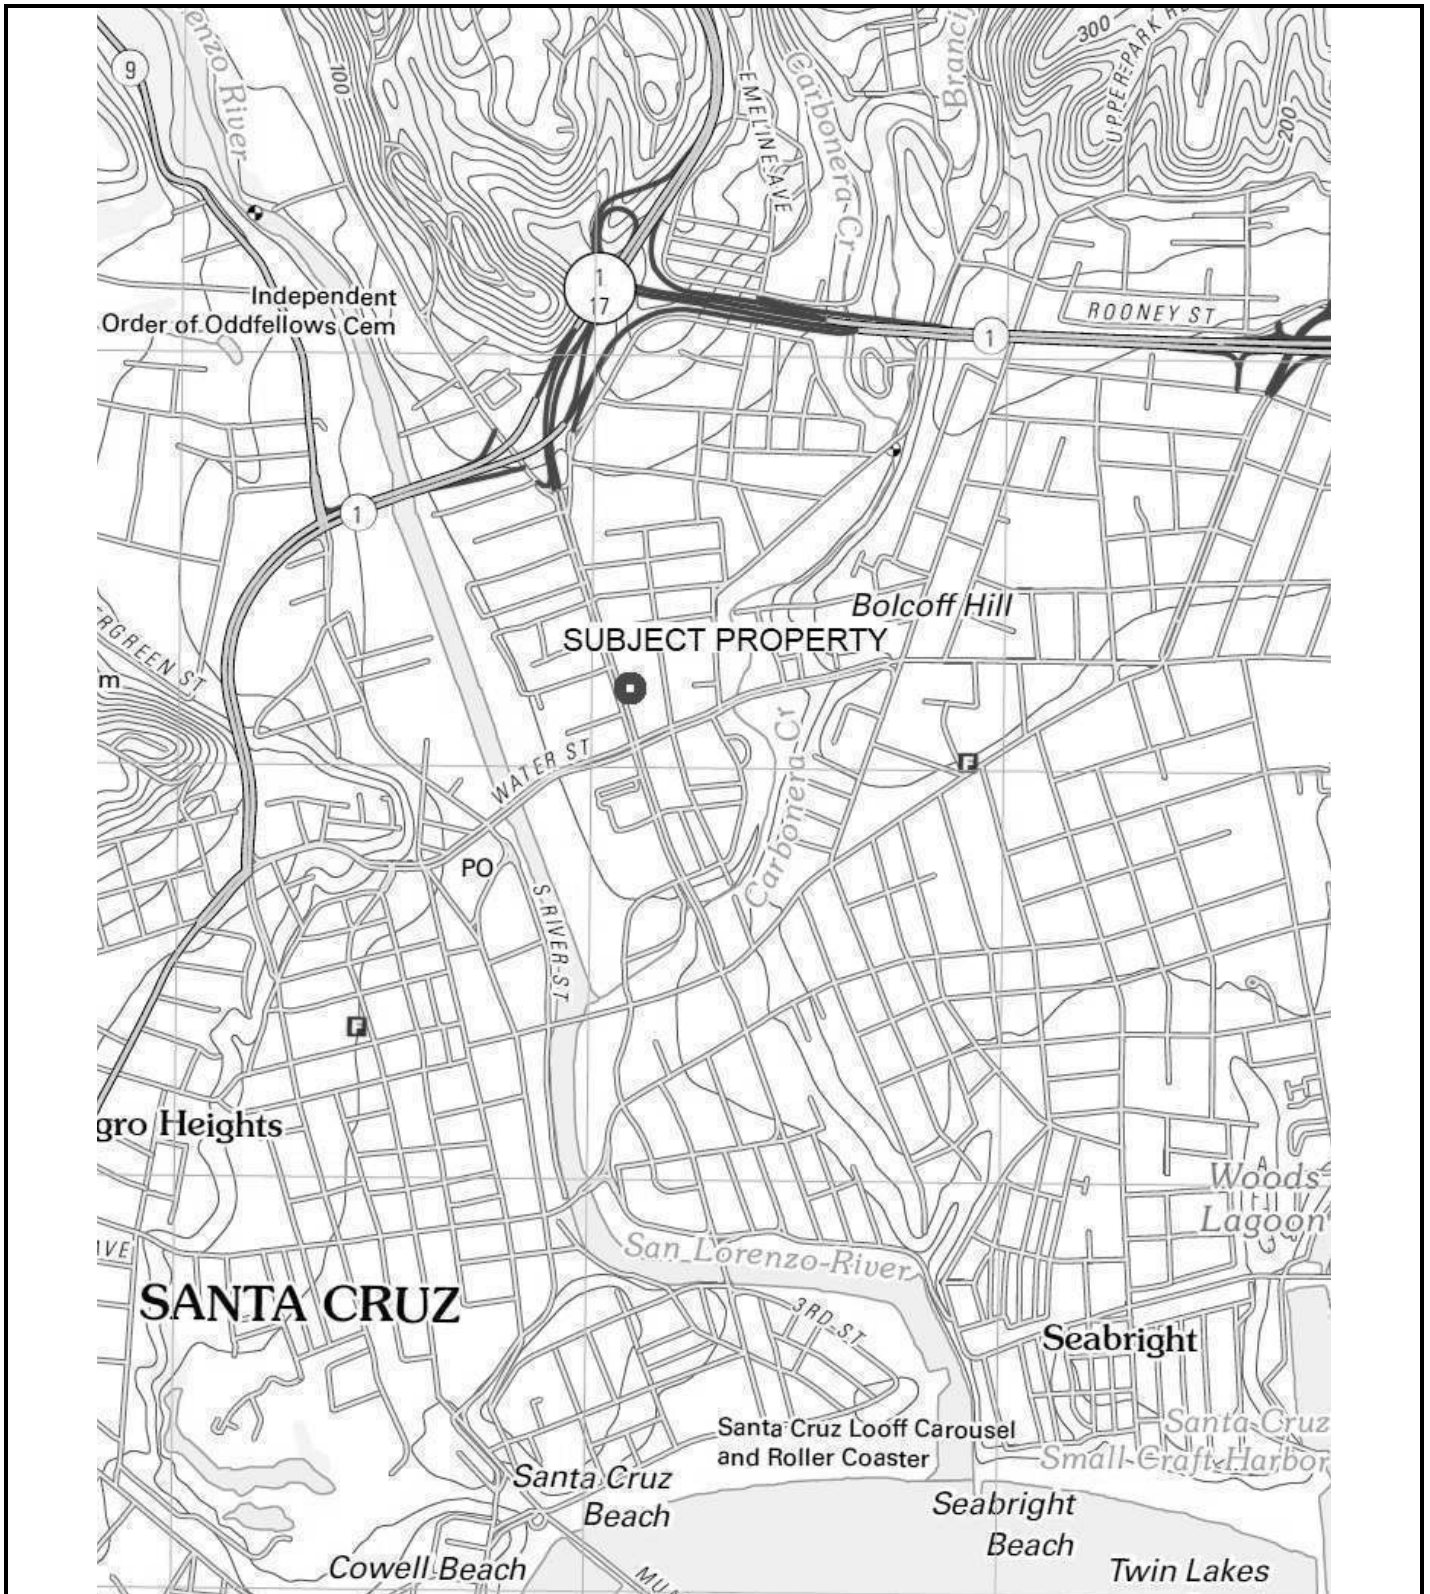 300
UPPER PARK
9
enzo River
100
EMELINE AVE
Carbonera Cr
Branci
200
1
17
Independent
Order of Oddfellows Cem
ROONEY ST
1
1
Bolcoff Hill
SUBJECT PROPERTY
ERGREEN ST
m
WATER ST
F
Carbonera Cr
PO
S RIVER ST
F
gro Heights
Woods
Lagoon
AVE
San Lorenzo River
SANTA CRUZ
3RD ST
Seabright
Santa Cruz Looff Carousel
and Roller Coaster
Santa Cruz
Small Craft Harbor
Santa Cruz
Beach
Seabright
Beach
Cowell Beach
MUN
Twin Lakes